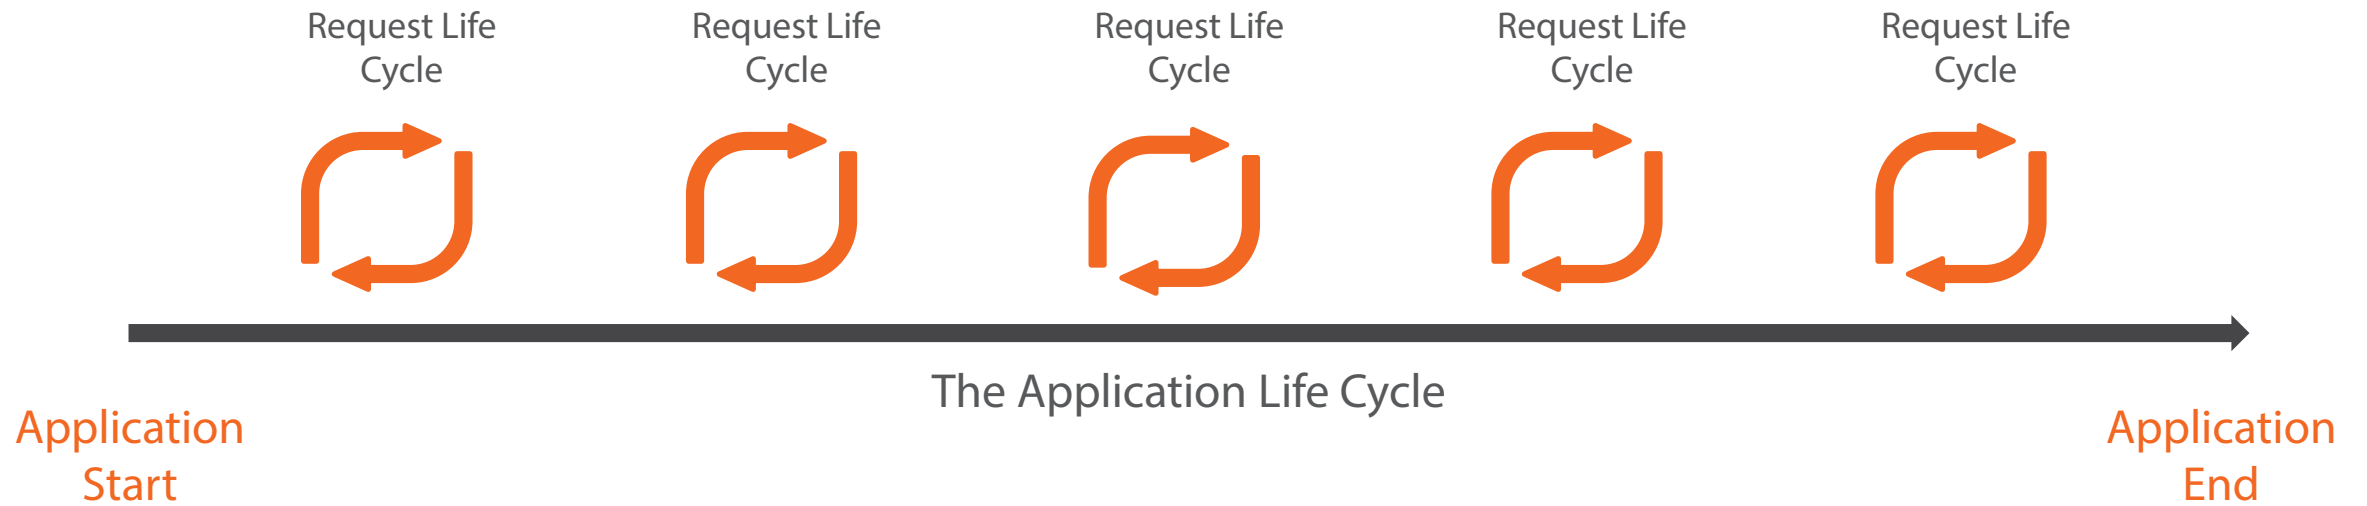 Request Life
Cycle
Request Life
Cycle
Request Life
Cycle
Request Life
Cycle
Request Life
Cycle
The Application Life Cycle
Application
Start
Application
End